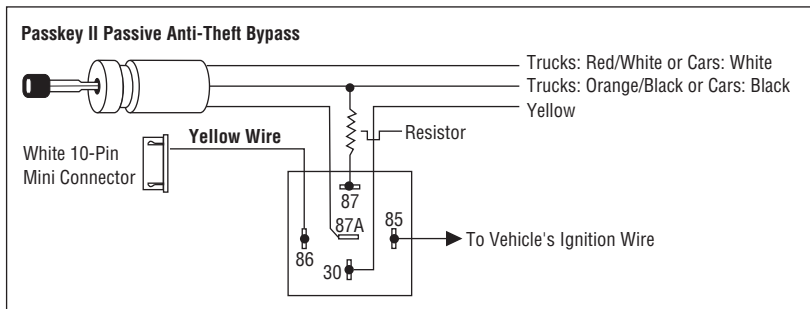 Passkey II Passive Anti-Theft Bypass
Trucks: Red/White or Cars: White
Trucks: Orange/Black or Cars: Black
Yellow
Yellow Wire
Resistor
White 10-Pin
Mini Connector
87
87A
85
To Vehicle's Ignition Wire
86
30